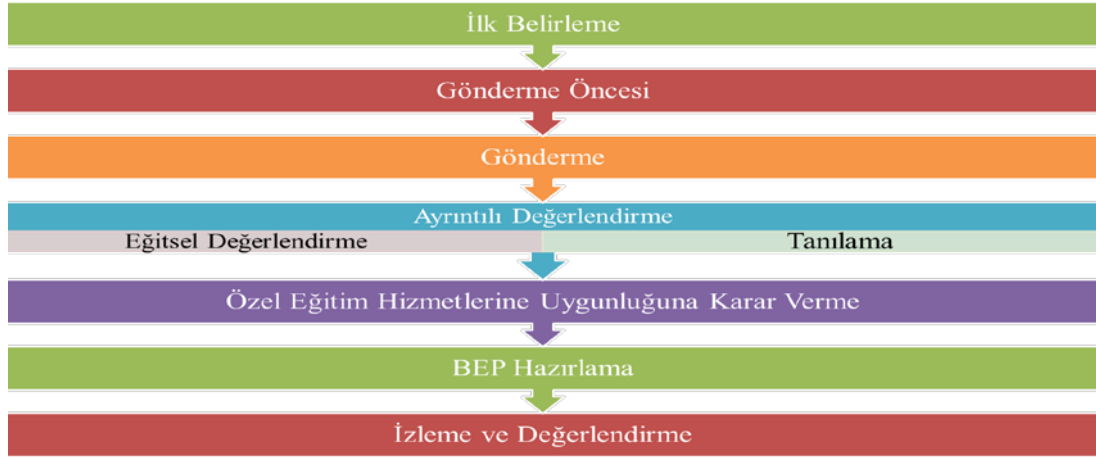 İlk Belirleme
Gönderme Öncesi
Gönderme
Ayrıntılı Değerlendirme
Eğitsel Değerlendirme
Tanılama
Özel Eğitim Hizmetlerine Uygunluğuna Karar Verme
BEP Hazırlama
İzleme ve Değerlendirme